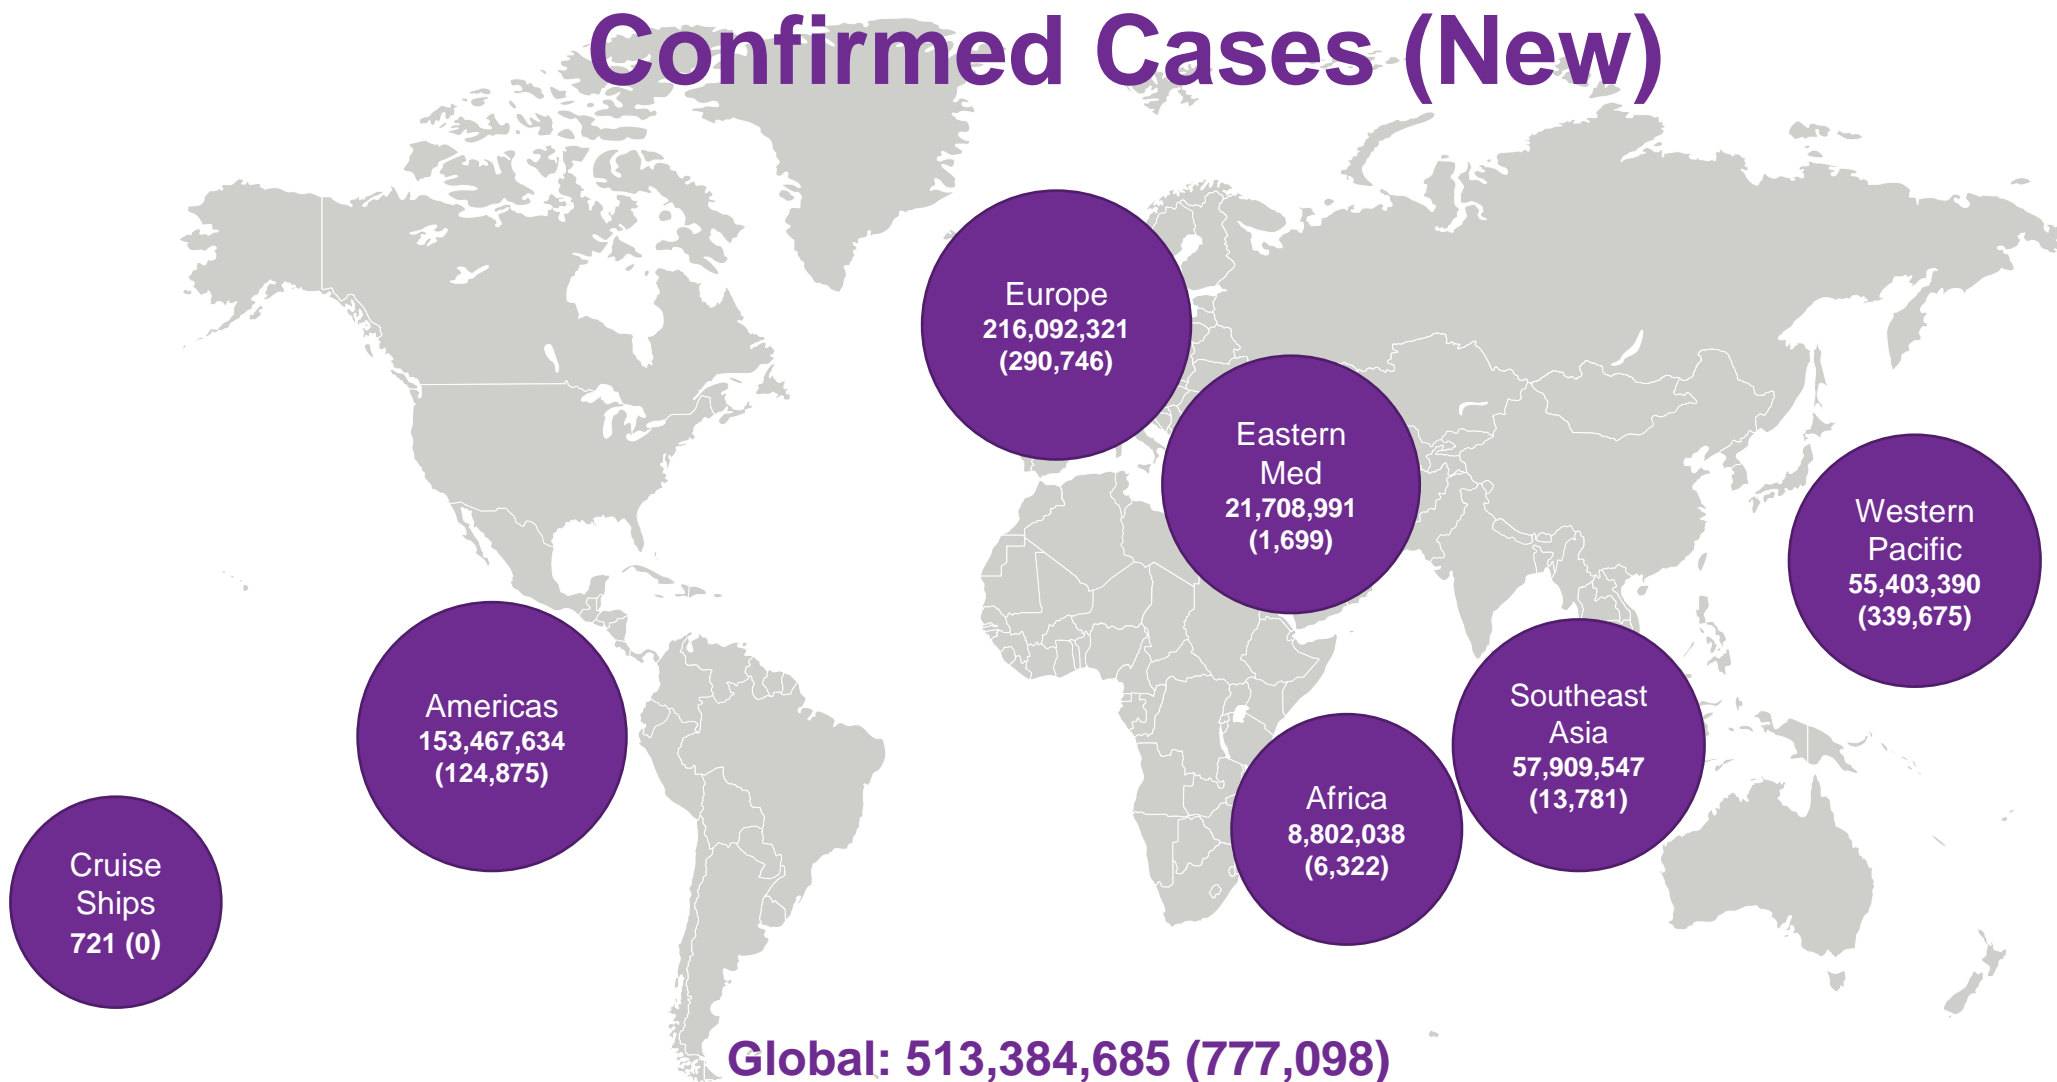 Confirmed Cases (New)
Europe
216,092,321
(290,746)
Eastern
Med
21,708,991
(1,699)
Western
Pacific
55,403,390
(339,675)
Americas
153,467,634
(124,875)
Southeast
Asia
57,909,547
(13,781)
Africa
8,802,038
(6,322)
Cruise
Ships
721 (0)
Global: 513,384,685 (777,098)